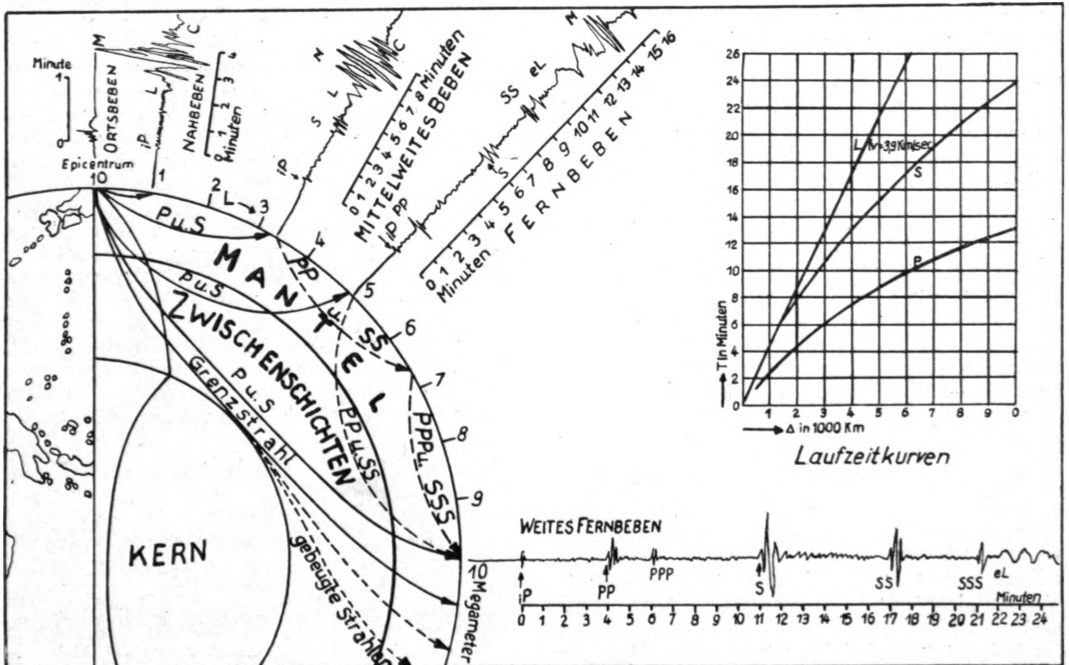 Minute
1
0
M
ORTSBEBEN
Epicentrum
iP
L
C
NAHBEBEN
0 1 2 3 4
Minuten
iP
S
L
N
C
0 1 2 3 4 5 6 7 8 Minuten
MITTELWEITES BEBEN
iP
PP
S
SS
eL
M
0 1 2 3 4 5 6 7 8 9 10 11 12 13 14 15 16
Minuten
FERNBEBEN
0
1
2
L
3
4
5
6
7
8
9
10
Megameter
P u. S
MANTEL
PP u. SS
P u. S
ZWISCHENSCHICHTEN
P u. S
Grenzstrahl
PP u. SS
PPP u. SSS
gebeugte Strahlen
KERN
26
24
22
20
18
16
14
12
10
8
6
4
2
0
T in Minuten
L
v=3,9 Km/sec
S
P
1 2 3 4 5 6 7 8 9 0
Δ in 1000 Km
Laufzeitkurven
WEITES FERNBEBEN
iP
PP
PPP
S
SS
SSS
eL
Minuten
0 1 2 3 4 5 6 7 8 9 10 11 12 13 14 15 16 17 18 19 20 21 22 23 24